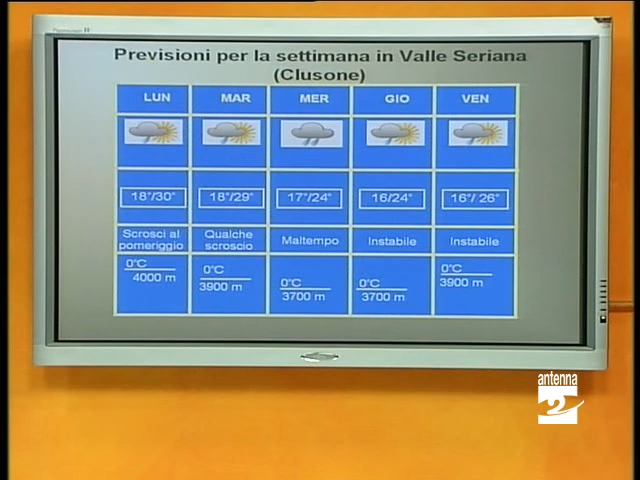 Previsioni per la settimana in Valle Seriana
(Clusone)
LUN MAR MER GIO VEN
18°/30° 18°/29° 17°/24° 16/24° 16°/ 26°
Scrosci al pomeriggio Qualche scroscio Maltempo Instabile Instabile
0°C 0°C 0°C 0°C 0°C
4000 m 3900 m 3700 m 3700 m 3900 m
antenna
2